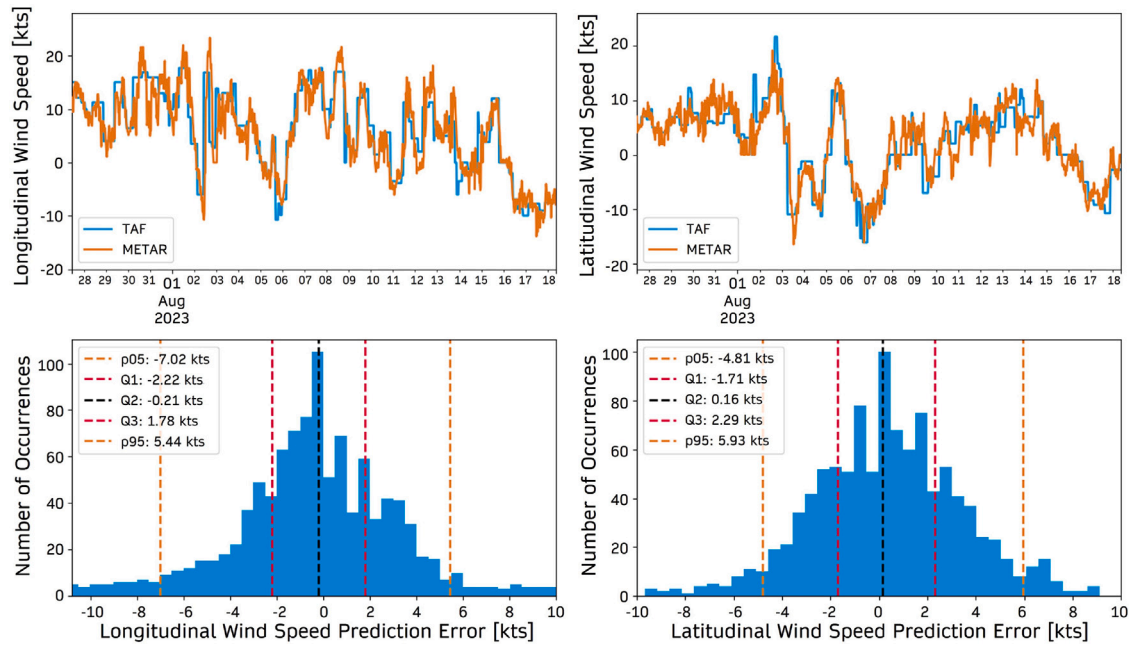 Longitudinal Wind Speed [kts]
20
10
0
-10
-20
TAF
METAR
28 29 30 31 01 02 03 04 05 06 07 08 09 10 11 12 13 14 15 16 17 18
Aug
2023
Latitudinal Wind Speed [kts]
20
10
0
-10
-20
TAF
METAR
28 29 30 31 01 02 03 04 05 06 07 08 09 10 11 12 13 14 15 16 17 18
Aug
2023
Number of Occurrences
100
80
60
40
20
0
p05: -7.02 kts
Q1: -2.22 kts
Q2: -0.21 kts
Q3: 1.78 kts
p95: 5.44 kts
-10 -8 -6 -4 -2 0 2 4 6 8 10
Longitudinal Wind Speed Prediction Error [kts]
Number of Occurrences
100
80
60
40
20
0
p05: -4.81 kts
Q1: -1.71 kts
Q2: 0.16 kts
Q3: 2.29 kts
p95: 5.93 kts
-10 -8 -6 -4 -2 0 2 4 6 8 10
Latitudinal Wind Speed Prediction Error [kts]